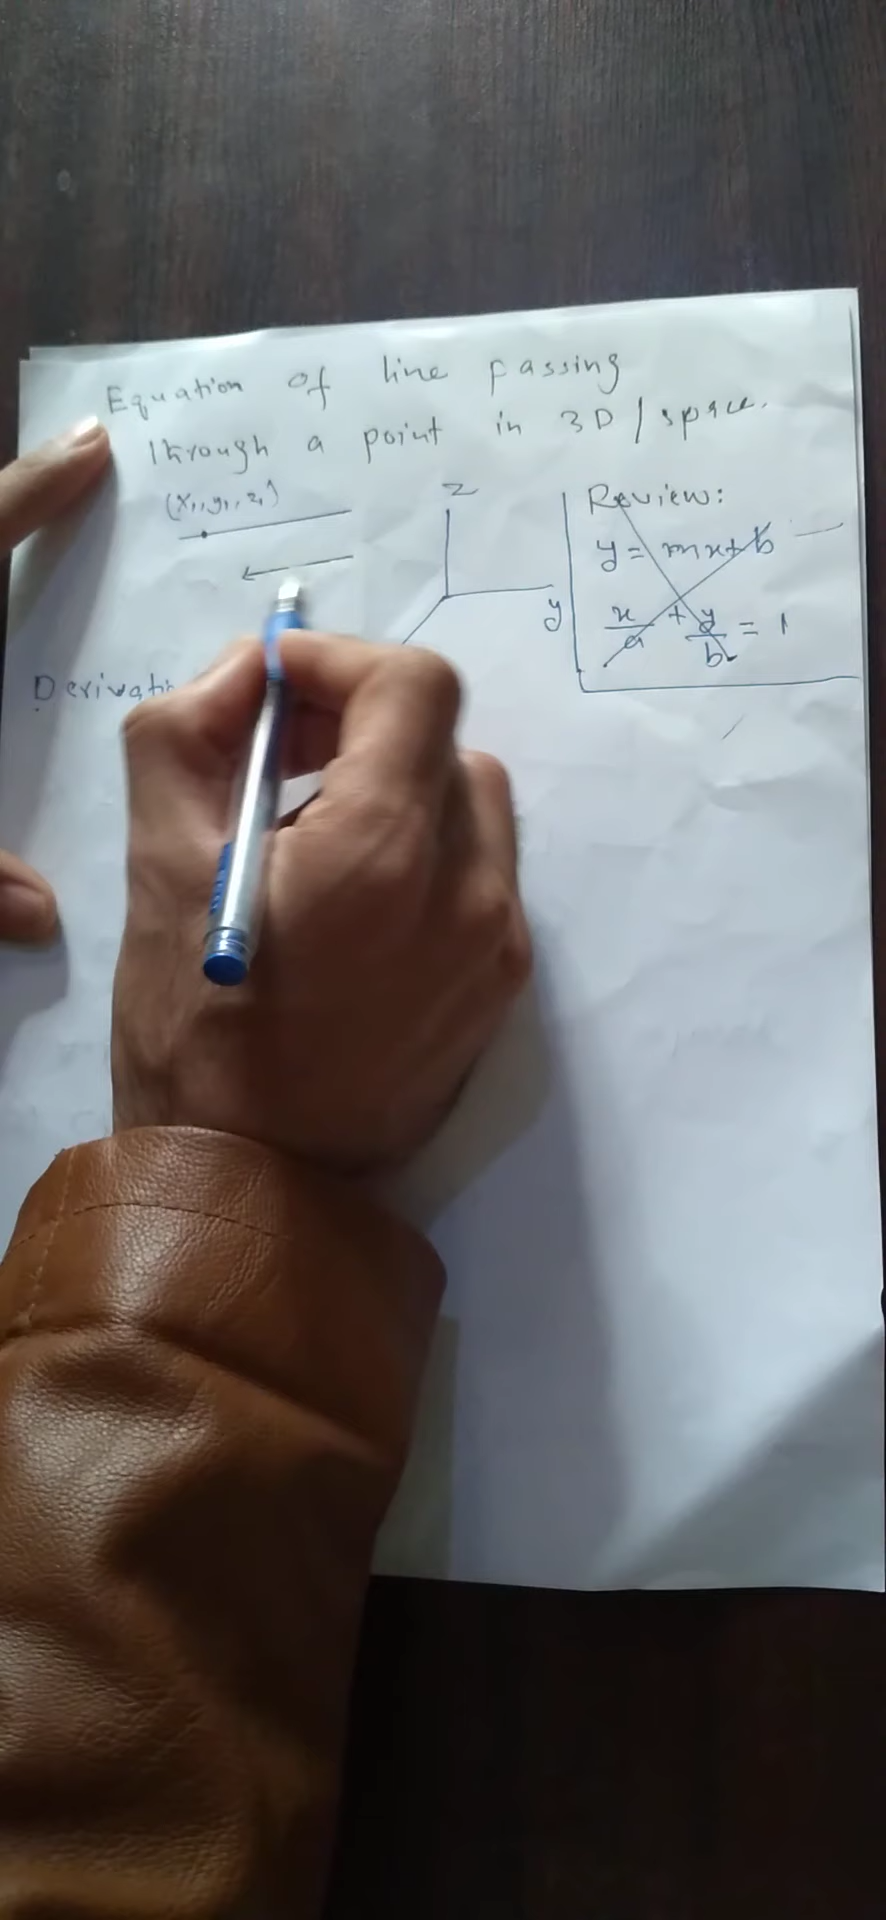 Equation of line passing
through a point in 3D / space.
(x₁, y₁, z₁)
z
y
Review:
y = mx + b
x/a + y/b = 1